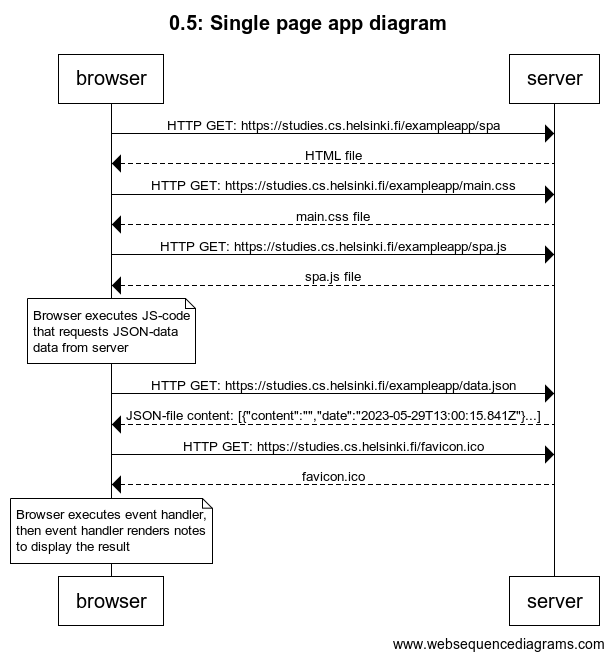 0.5: Single page app diagram
browser
server
HTTP GET: https://studies.cs.helsinki.fi/exampleapp/spa
HTML file
HTTP GET: https://studies.cs.helsinki.fi/exampleapp/main.css
main.css file
HTTP GET: https://studies.cs.helsinki.fi/exampleapp/spa.js
spa.js file
Browser executes JS-code
that requests JSON-data
data from server
HTTP GET: https://studies.cs.helsinki.fi/exampleapp/data.json
JSON-file content: [{"content":"","date":"2023-05-29T13:00:15.841Z"}...]
HTTP GET: https://studies.cs.helsinki.fi/favicon.ico
favicon.ico
Browser executes event handler,
then event handler renders notes
to display the result
browser
server
www.websequencediagrams.com